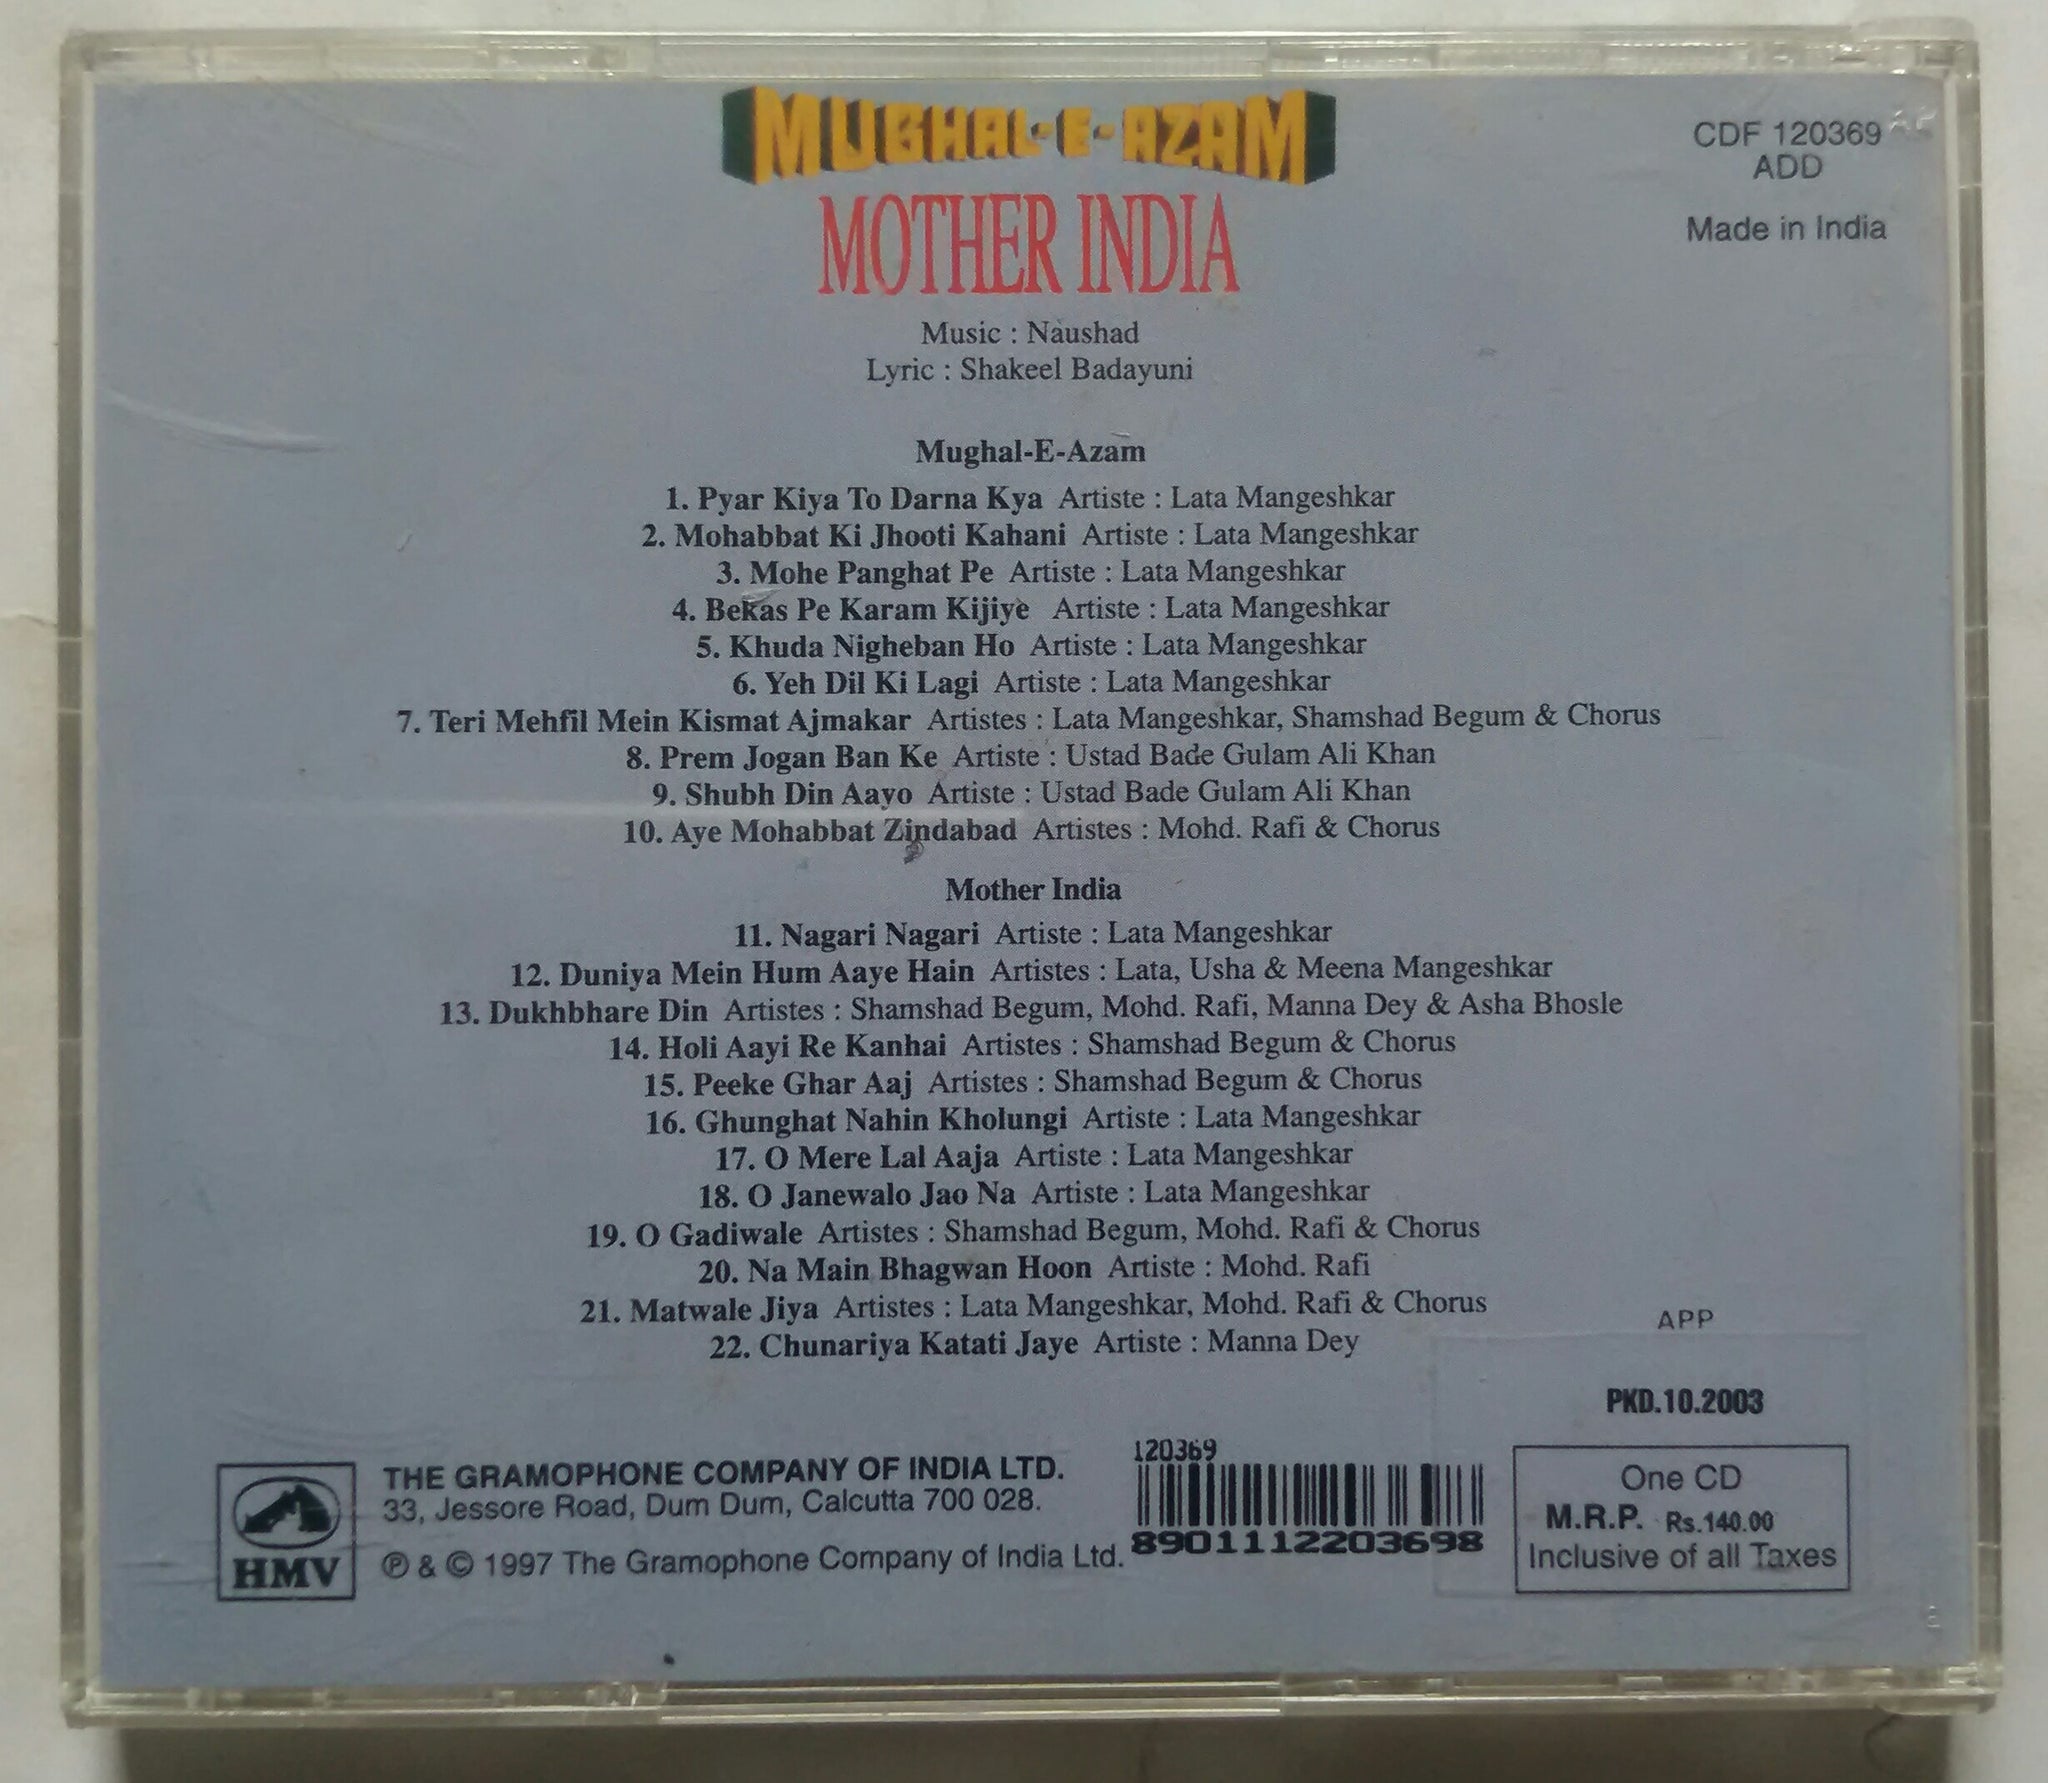 MUGHAL-E-AZAM
MOTHER INDIA
CDF 120369
ADD
Made in India
Music : Naushad
Lyric : Shakeel Badayuni
Mughal-E-Azam
1. Pyar Kiya To Darna Kya Artiste : Lata Mangeshkar
2. Mohabbat Ki Jhooti Kahani Artiste : Lata Mangeshkar
3. Mohe Panghat Pe Artiste : Lata Mangeshkar
4. Bekas Pe Karam Kijiye Artiste : Lata Mangeshkar
5. Khuda Nigheban Ho Artiste : Lata Mangeshkar
6. Yeh Dil Ki Lagi Artiste : Lata Mangeshkar
7. Teri Mehfil Mein Kismat Ajmakar Artistes : Lata Mangeshkar, Shamshad Begum & Chorus
8. Prem Jogan Ban Ke Artiste : Ustad Bade Gulam Ali Khan
9. Shubh Din Aayo Artiste : Ustad Bade Gulam Ali Khan
10. Aye Mohabbat Zindabad Artistes : Mohd. Rafi & Chorus
Mother India
11. Nagari Nagari Artiste : Lata Mangeshkar
12. Duniya Mein Hum Aaye Hain Artistes : Lata, Usha & Meena Mangeshkar
13. Dukhbhare Din Artistes : Shamshad Begum, Mohd. Rafi, Manna Dey & Asha Bhosle
14. Holi Aayi Re Kanhai Artistes : Shamshad Begum & Chorus
15. Peeke Ghar Aaj Artistes : Shamshad Begum & Chorus
16. Ghunghat Nahin Kholungi Artiste : Lata Mangeshkar
17. O Mere Lal Aaja Artiste : Lata Mangeshkar
18. O Janewalo Jao Na Artiste : Lata Mangeshkar
19. O Gadiwale Artistes : Shamshad Begum, Mohd. Rafi & Chorus
20. Na Main Bhagwan Hoon Artiste : Mohd. Rafi
21. Matwale Jiya Artistes : Lata Mangeshkar, Mohd. Rafi & Chorus
22. Chunariya Katati Jaye Artiste : Manna Dey
APP
PKD.10.2003
HMV
THE GRAMOPHONE COMPANY OF INDIA LTD.
33, Jessore Road, Dum Dum, Calcutta 700 028.
℗ & © 1997 The Gramophone Company of India Ltd.
120369
8901112203698
One CD
M.R.P. Rs.140.00
Inclusive of all Taxes